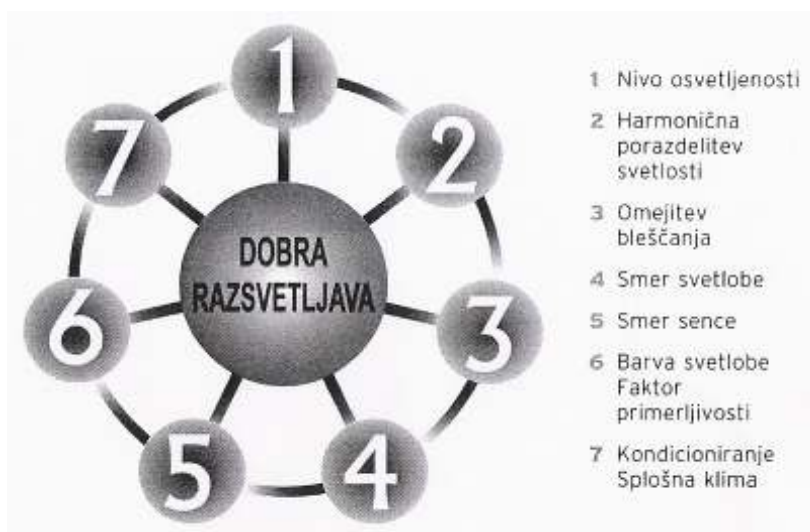 1
2
3
4
5
6
7
DOBRA
RAZSVETLJAVA
1 Nivo osvetljenosti
2 Harmonična
porazdelitev
svetlosti
3 Omejitev
bleščanja
4 Smer svetlobe
5 Smer sence
6 Barva svetlobe
Faktor
primerljivosti
7 Kondicioniranje
Splošna klima